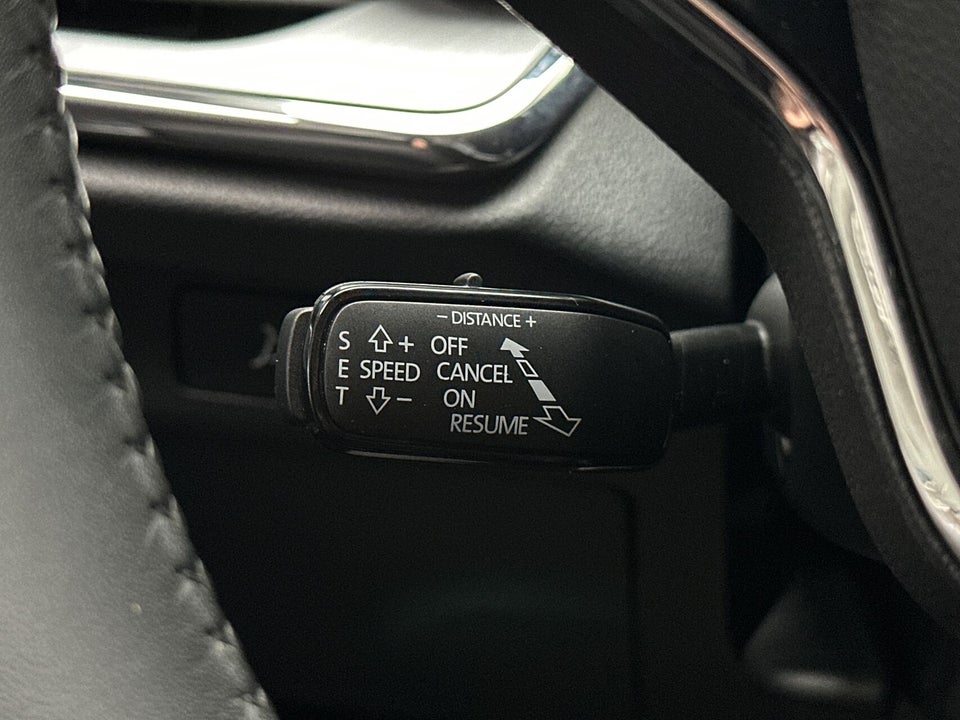 − DISTANCE +
S + OFF
E SPEED CANCEL
T − ON
RESUME